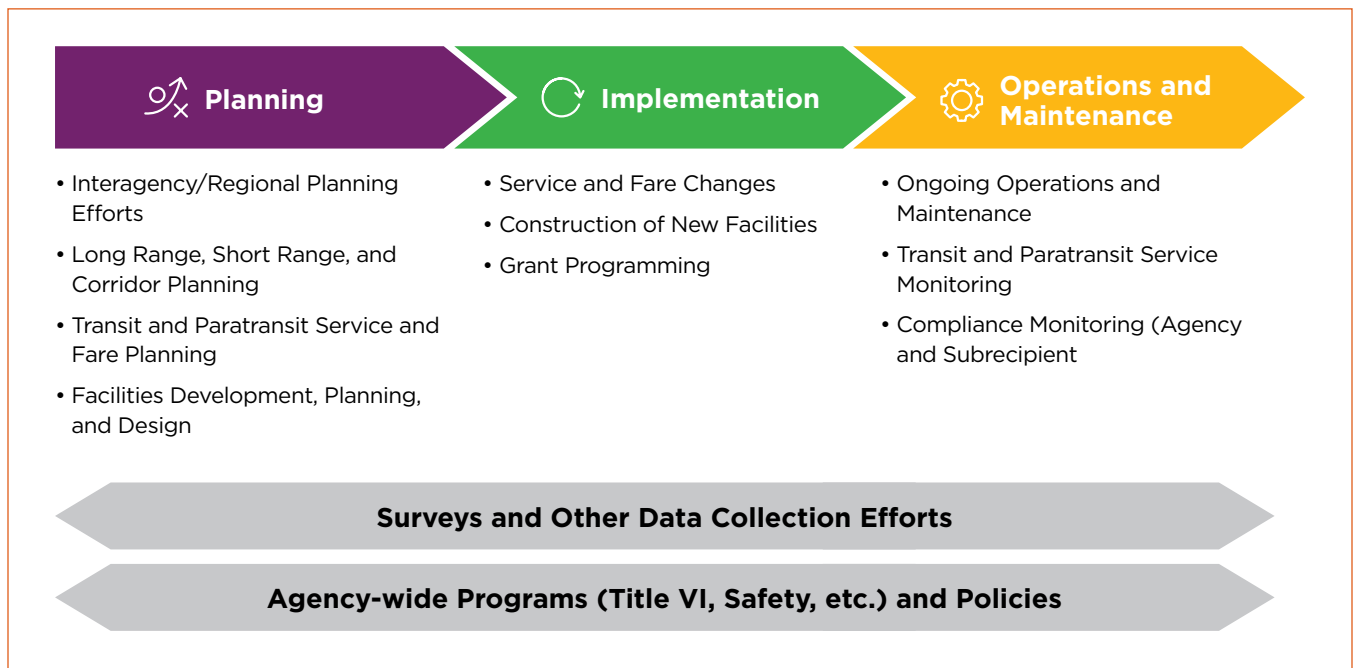 Planning
Implementation
Operations and
Maintenance
• Interagency/Regional Planning
Efforts
• Long Range, Short Range, and
Corridor Planning
• Transit and Paratransit Service and
Fare Planning
• Facilities Development, Planning,
and Design
• Service and Fare Changes
• Construction of New Facilities
• Grant Programming
• Ongoing Operations and
Maintenance
• Transit and Paratransit Service
Monitoring
• Compliance Monitoring (Agency
and Subrecipient
Surveys and Other Data Collection Efforts
Agency-wide Programs (Title VI, Safety, etc.) and Policies